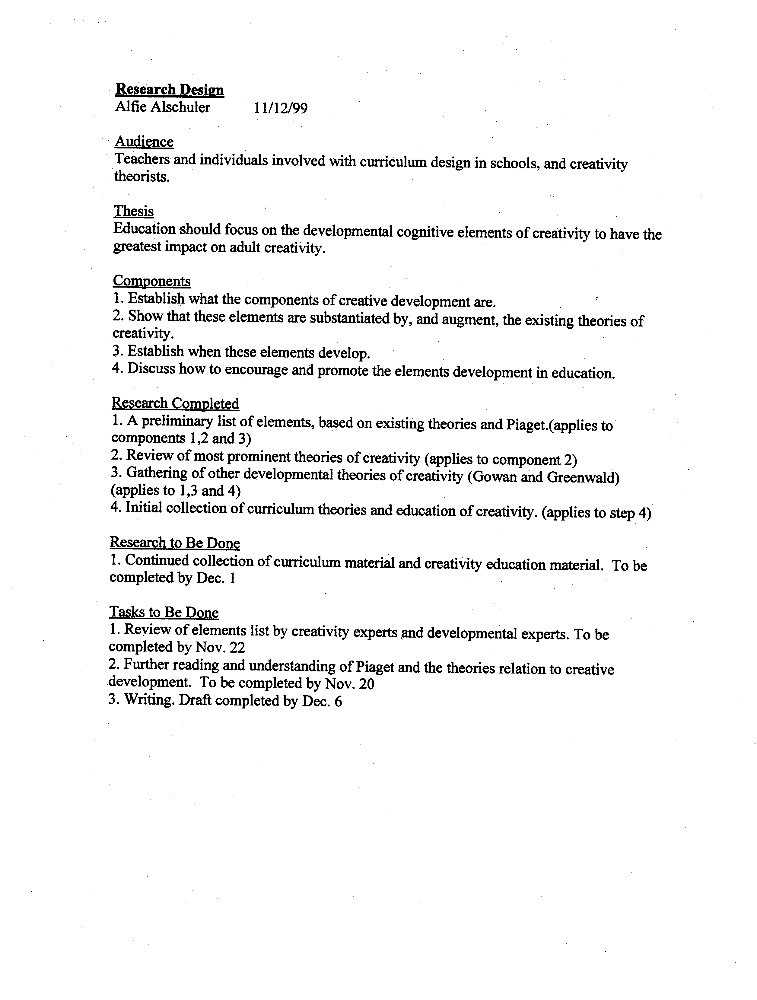 Research Design
Alfie Alschuler 11/12/99
Audience
Teachers and individuals involved with curriculum design in schools, and creativity
theorists.
Thesis
Education should focus on the developmental cognitive elements of creativity to have the
greatest impact on adult creativity.
Components
1. Establish what the components of creative development are.
2. Show that these elements are substantiated by, and augment, the existing theories of
creativity.
3. Establish when these elements develop.
4. Discuss how to encourage and promote the elements development in education.
Research Completed
1. A preliminary list of elements, based on existing theories and Piaget.(applies to
components 1,2 and 3)
2. Review of most prominent theories of creativity (applies to component 2)
3. Gathering of other developmental theories of creativity (Gowan and Greenwald)
(applies to 1,3 and 4)
4. Initial collection of curriculum theories and education of creativity. (applies to step 4)
Research to Be Done
1. Continued collection of curriculum material and creativity education material.  To be
completed by Dec. 1
Tasks to Be Done
1. Review of elements list by creativity experts and developmental experts. To be
completed by Nov. 22
2. Further reading and understanding of Piaget and the theories relation to creative
development.  To be completed by Nov. 20
3. Writing. Draft completed by Dec. 6